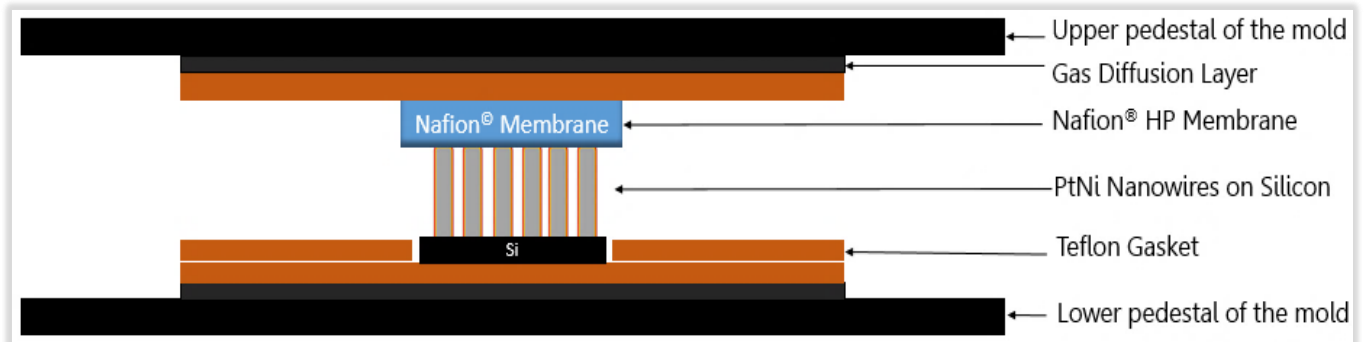 Upper pedestal of the mold
Gas Diffusion Layer
Nafion© Membrane
Nafion® HP Membrane
PtNi Nanowires on Silicon
Si
Teflon Gasket
Lower pedestal of the mold